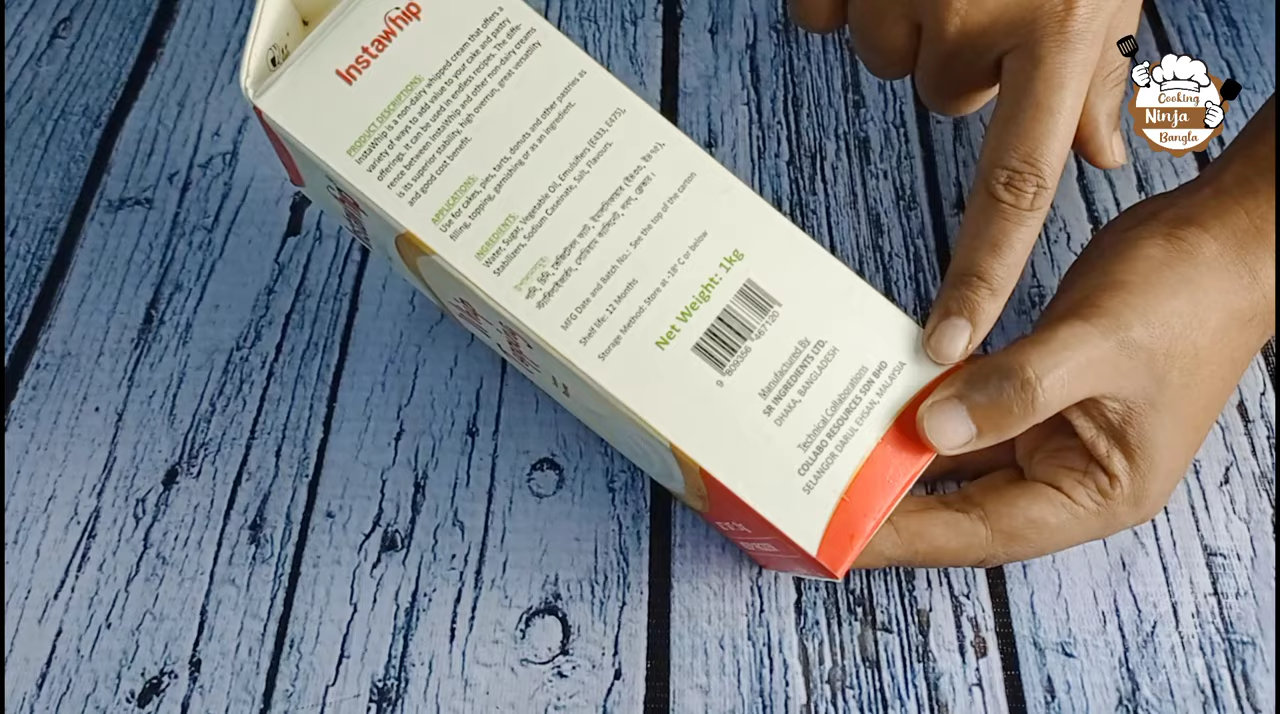 Instawhip
PRODUCT DESCRIPTIONS:
InstaWhip is a non-dairy whipped cream that offers a
variety of ways to add value to your cake and pastry
offerings. It can be used in endless recipes. The diffe-
rence between InstaWhip and other non-dairy creams
is its superior stability, high overrun, great versatility
and good cost benefit.
APPLICATIONS:
Use for cakes, pies, tarts, donuts and other pastries as
filling, topping, garnishing or as an ingredient.
INGREDIENTS:
Water, Sugar, Vegetable Oil, Emulsifiers (E433, E475),
Stabilizers, Sodium Caseinate, Salt, Flavours.
পানি, চিনি,
MFG Date and Batch No.: See the top of the carton
Shelf life: 12 Months
Storage Method: Store at -18° C or below
Net Weight: 1kg
9 809356 467120
Manufactured By
SR INGREDIENTS LTD.
DHAKA, BANGLADESH
Technical Collaborations
COLLABO RESOURCES SDN BHD
SELANGOR DARUL EHSAN, MALAYSIA
Cooking
Ninja
Bangla